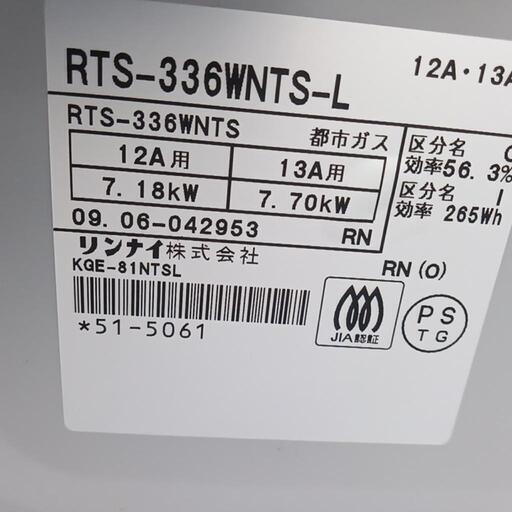 RTS-336WNTS-L
12A・13A
RTS-336WNTS
都市ガス
12A用 13A用
7.18kW 7.70kW
09.06-042953 RN
区分名
効率56.3%
区分名 I
効率 265Wh
リンナイ株式会社
KGE-81NTSL
RN(O)
*51-5061
JIA認証
PS
TG